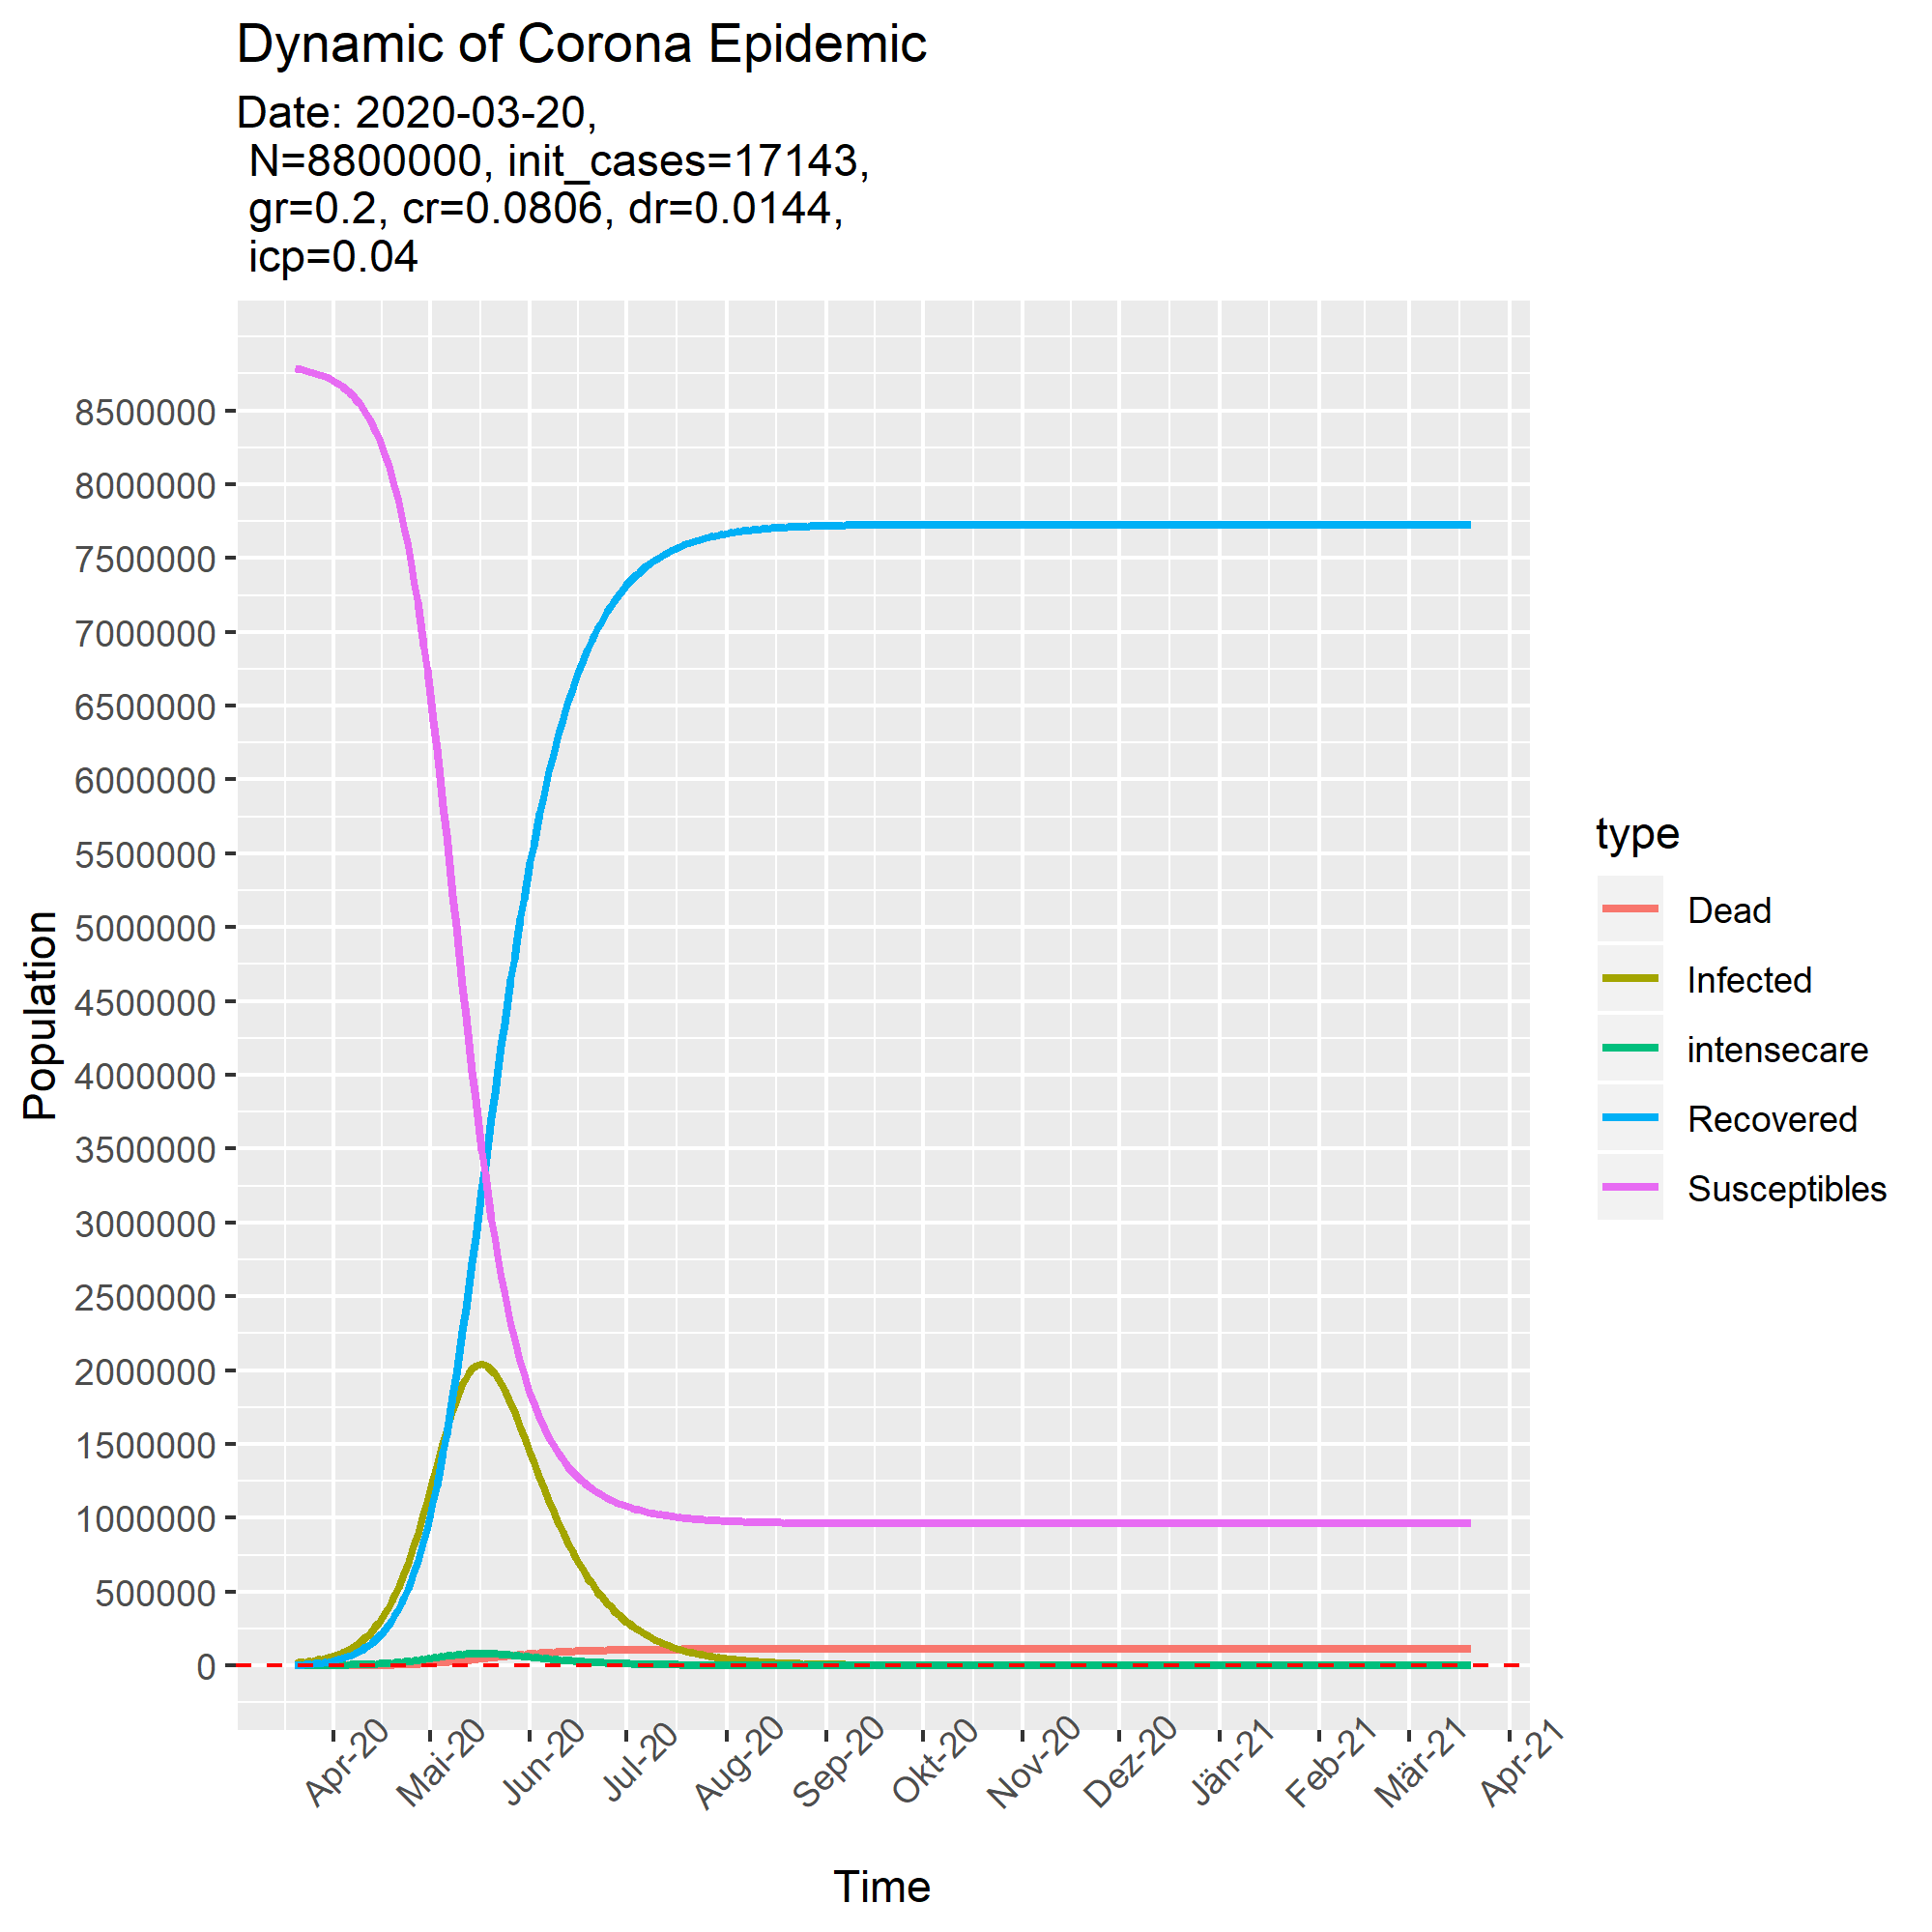 Dynamic of Corona Epidemic
Date: 2020-03-20,
N=8800000, init_cases=17143,
gr=0.2, cr=0.0806, dr=0.0144,
icp=0.04
8500000
8000000
7500000
7000000
6500000
6000000
5500000
5000000
4500000
4000000
3500000
3000000
2500000
2000000
1500000
1000000
500000
0
Population
Apr-20
Mai-20
Jun-20
Jul-20
Aug-20
Sep-20
Okt-20
Nov-20
Dez-20
Jän-21
Feb-21
Mär-21
Apr-21
Time
type
Dead
Infected
intensecare
Recovered
Susceptibles